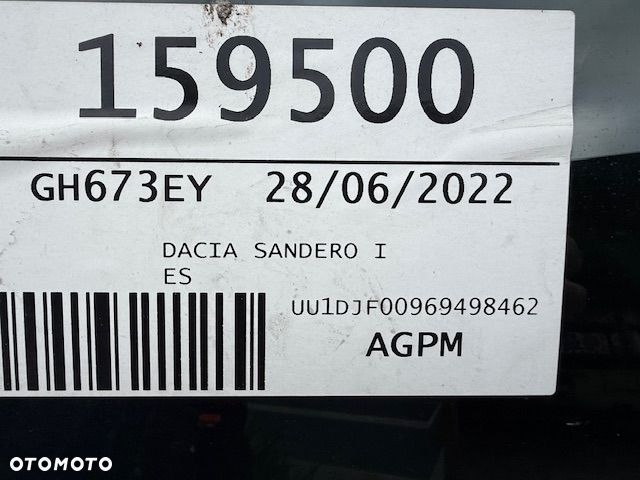 159500
GH673EY 28/06/2022
DACIA SANDERO I
ES
UU1DJF00969498462
AGPM
OTOMOTO